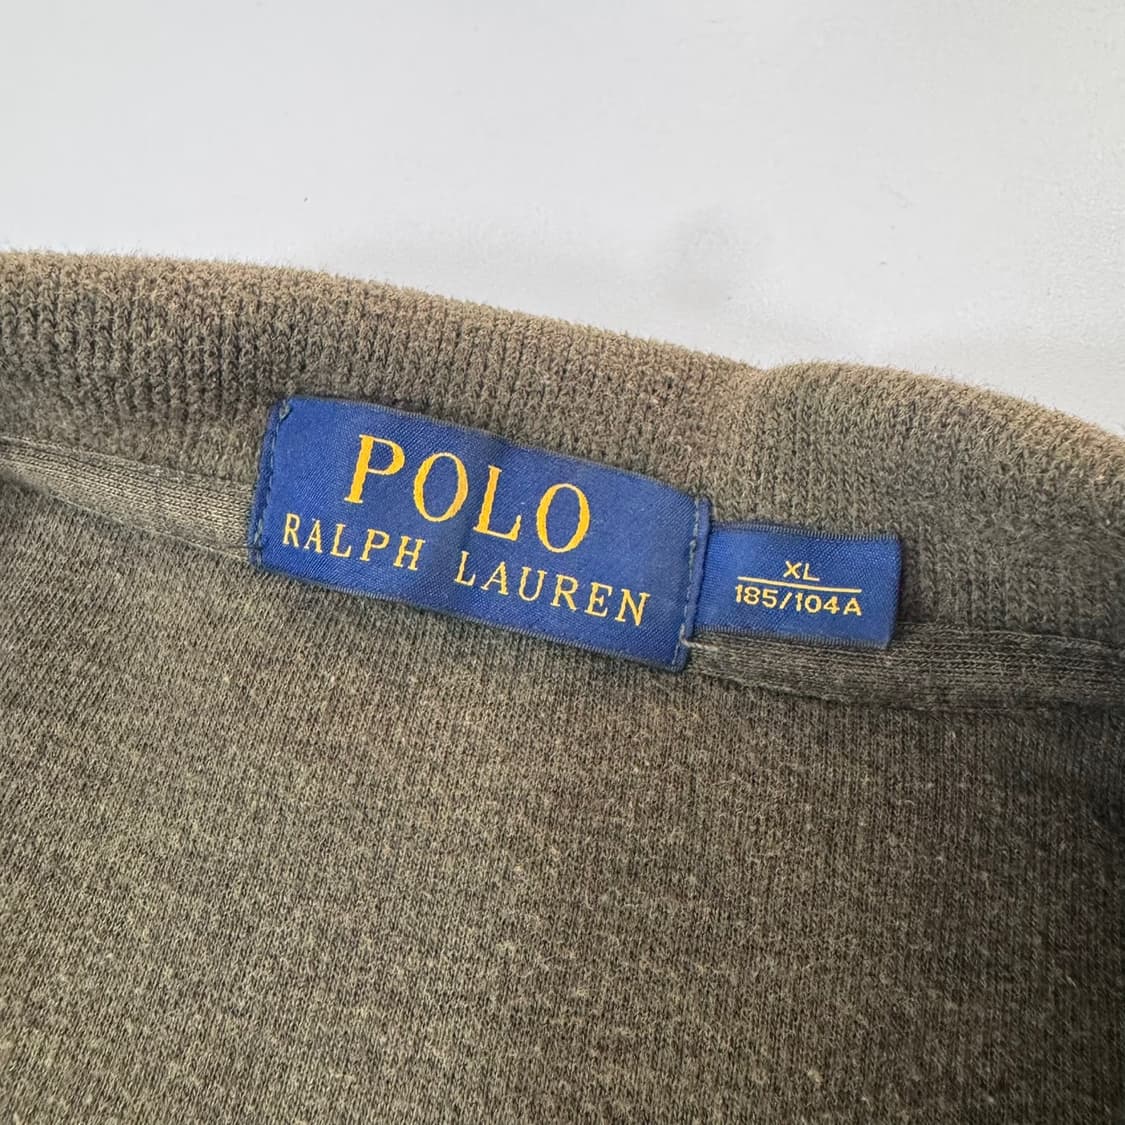 POLO
RALPH LAUREN
XL
185/104A